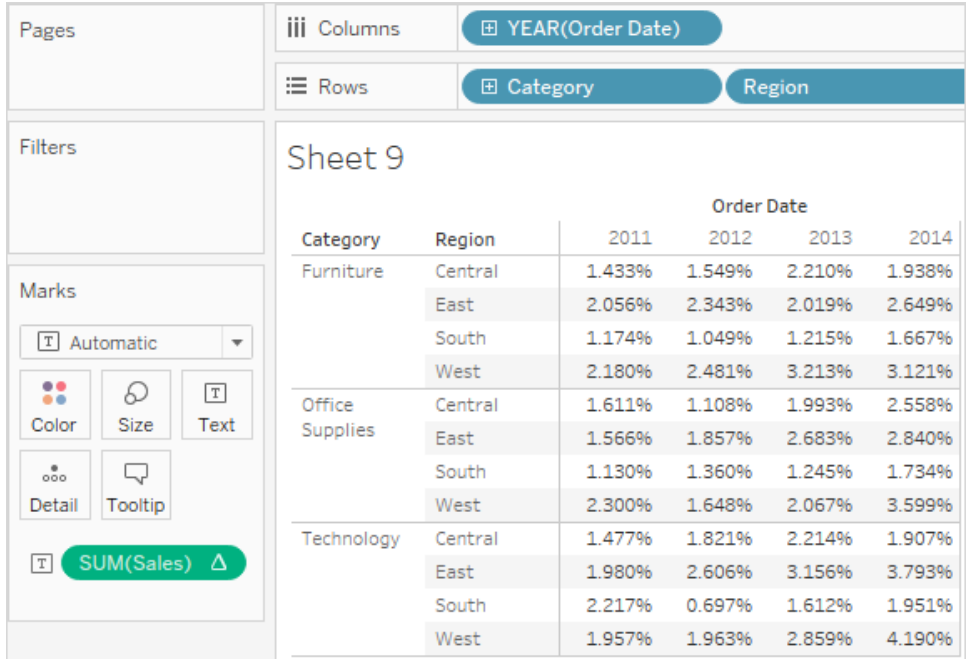 Pages
Columns
YEAR(Order Date)
Rows
Category
Region
Filters
Sheet 9
Order Date
Category Region 2011 2012 2013 2014
Furniture Central 1.433% 1.549% 2.210% 1.938%
East 2.056% 2.343% 2.019% 2.649%
South 1.174% 1.049% 1.215% 1.667%
West 2.180% 2.481% 3.213% 3.121%
Office Central 1.611% 1.108% 1.993% 2.558%
Supplies East 1.566% 1.857% 2.683% 2.840%
South 1.130% 1.360% 1.245% 1.734%
West 2.300% 1.648% 2.067% 3.599%
Technology Central 1.477% 1.821% 2.214% 1.907%
East 1.980% 2.606% 3.156% 3.793%
South 2.217% 0.697% 1.612% 1.951%
West 1.957% 1.963% 2.859% 4.190%
Marks
T Automatic
Color Size T Text
Detail Tooltip
T SUM(Sales) Δ